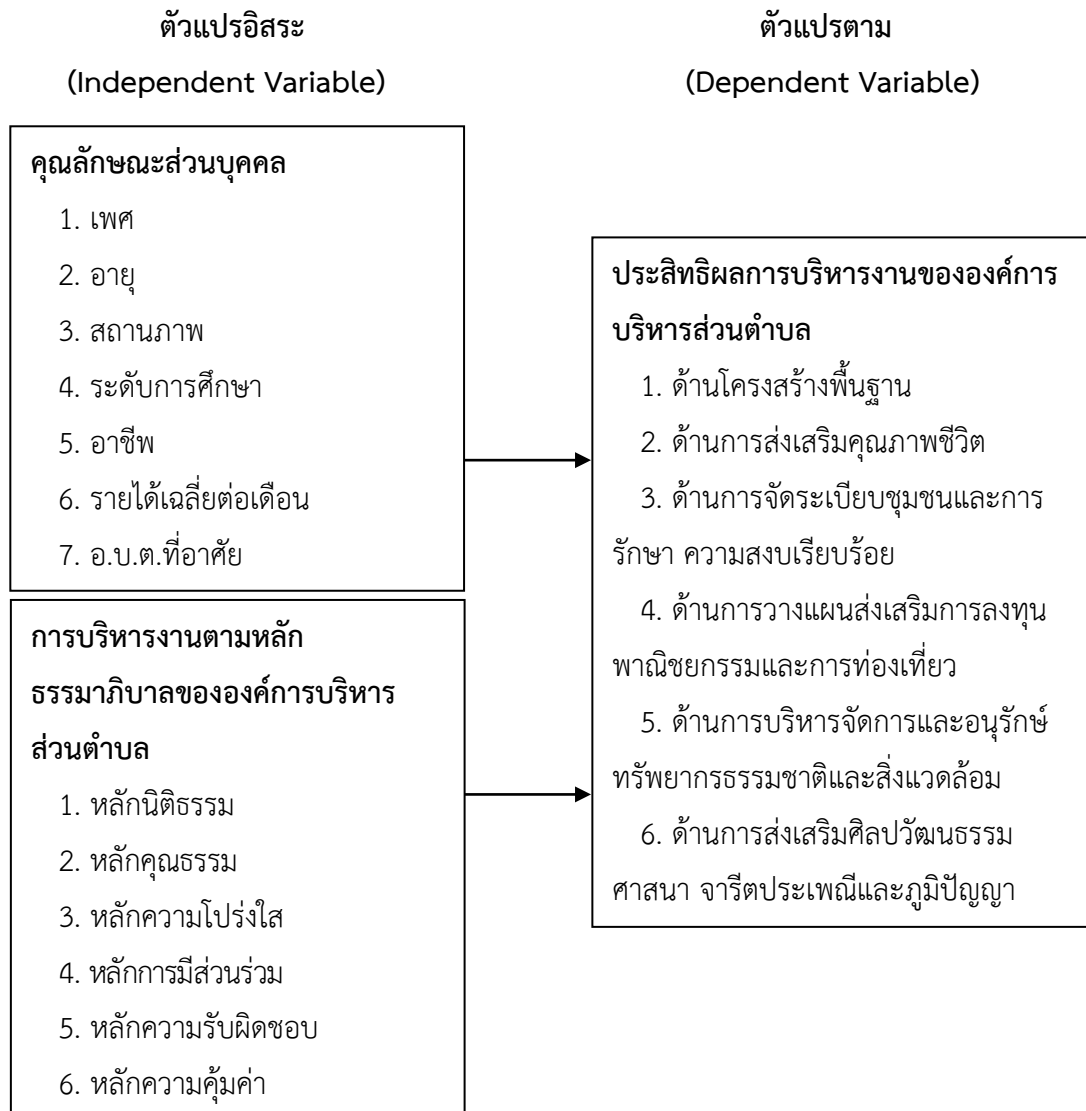 ตัวแปรอิสระ
(Independent Variable)
ตัวแปรตาม
(Dependent Variable)
คุณลักษณะส่วนบุคคล
1. เพศ
2. อายุ
3. สถานภาพ
4. ระดับการศึกษา
5. อาชีพ
6. รายได้เฉลี่ยต่อเดือน
7. อ.บ.ต.ที่อาศัย
การบริหารงานตามหลัก
ธรรมาภิบาลขององค์การบริหาร
ส่วนตำบล
1. หลักนิติธรรม
2. หลักคุณธรรม
3. หลักความโปร่งใส
4. หลักการมีส่วนร่วม
5. หลักความรับผิดชอบ
6. หลักความคุ้มค่า
ประสิทธิผลการบริหารงานขององค์การ
บริหารส่วนตำบล
1. ด้านโครงสร้างพื้นฐาน
2. ด้านการส่งเสริมคุณภาพชีวิต
3. ด้านการจัดระเบียบชุมชนและการ
รักษา ความสงบเรียบร้อย
4. ด้านการวางแผนส่งเสริมการลงทุน
พาณิชยกรรมและการท่องเที่ยว
5. ด้านการบริหารจัดการและอนุรักษ์
ทรัพยากรธรรมชาติและสิ่งแวดล้อม
6. ด้านการส่งเสริมศิลปวัฒนธรรม
ศาสนา จารีตประเพณีและภูมิปัญญา